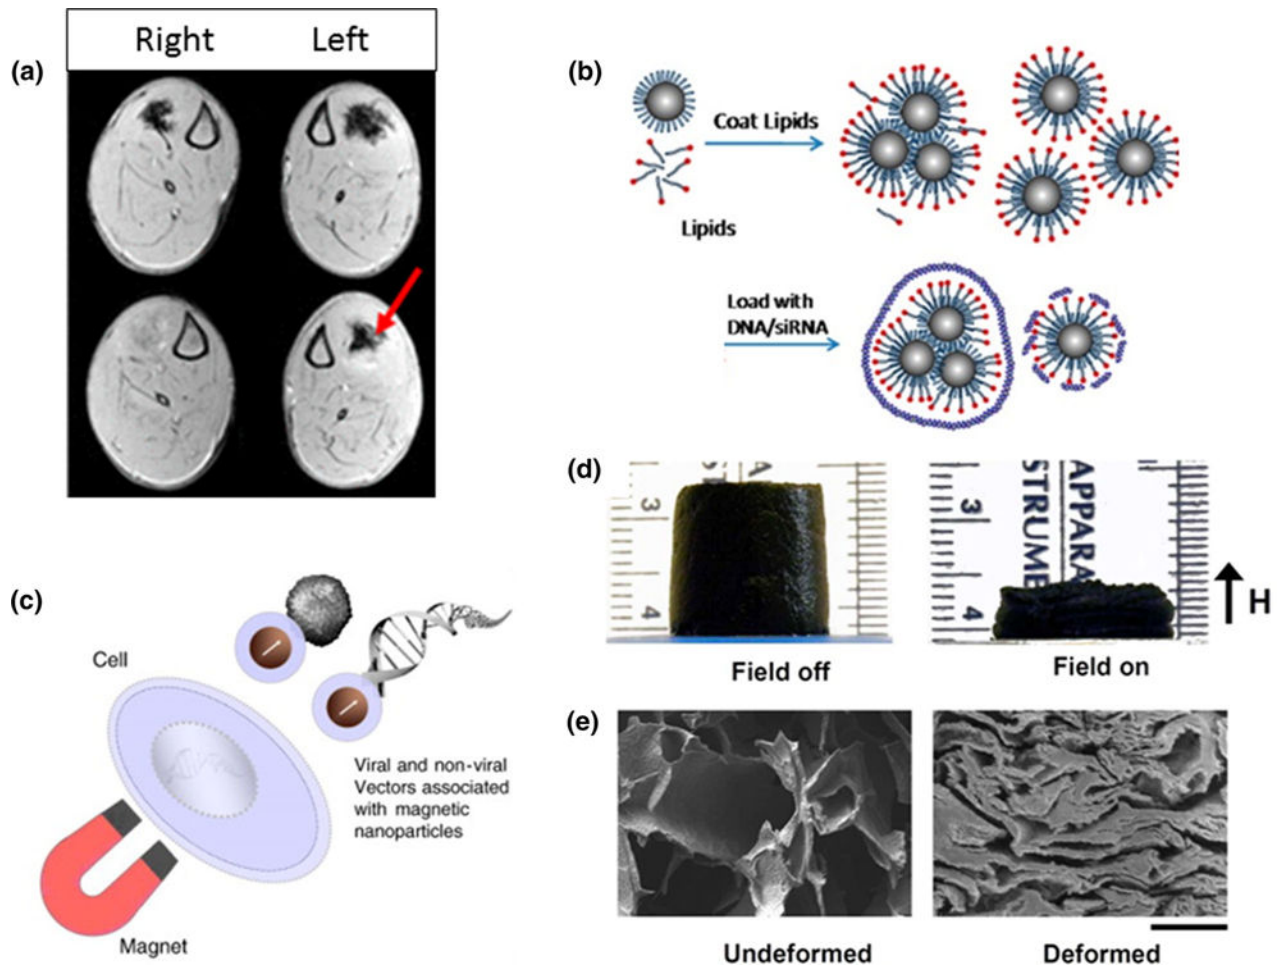 Right Left
(a)
(b)
Coat Lipids
Lipids
Load with
DNA/siRNA
(c)
Cell
Viral and non-viral
Vectors associated
with magnetic
nanoparticles
Magnet
(d)
3
4
3
4
STRUME
APPARA
H
Field off
Field on
(e)
Undeformed
Deformed